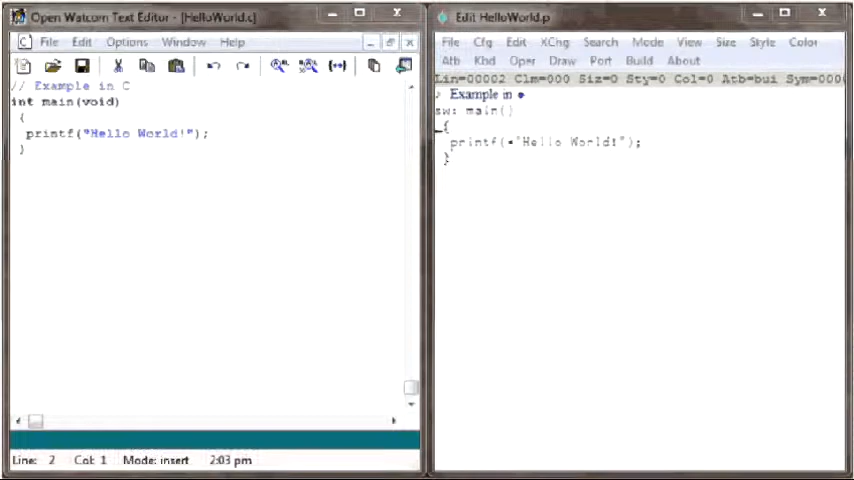 Open Watcom Text Editor - [HelloWorld.c]
File Edit Options Window Help
// Example in C
int main(void)
{
printf("Hello World!");
}
Line: 2 Col: 1 Mode: insert 2:03 pm
Edit HelloWorld.p
File Cfg Edit XChg Search Mode View Size Style Color
Atb Kbd Oper Draw Port Build About
Lin=00002 Clm=000 Siz=0 Sty=0 Col=0 Atb=bui Sym=000
Example in
main()
{
printf( "Hello World!");
}